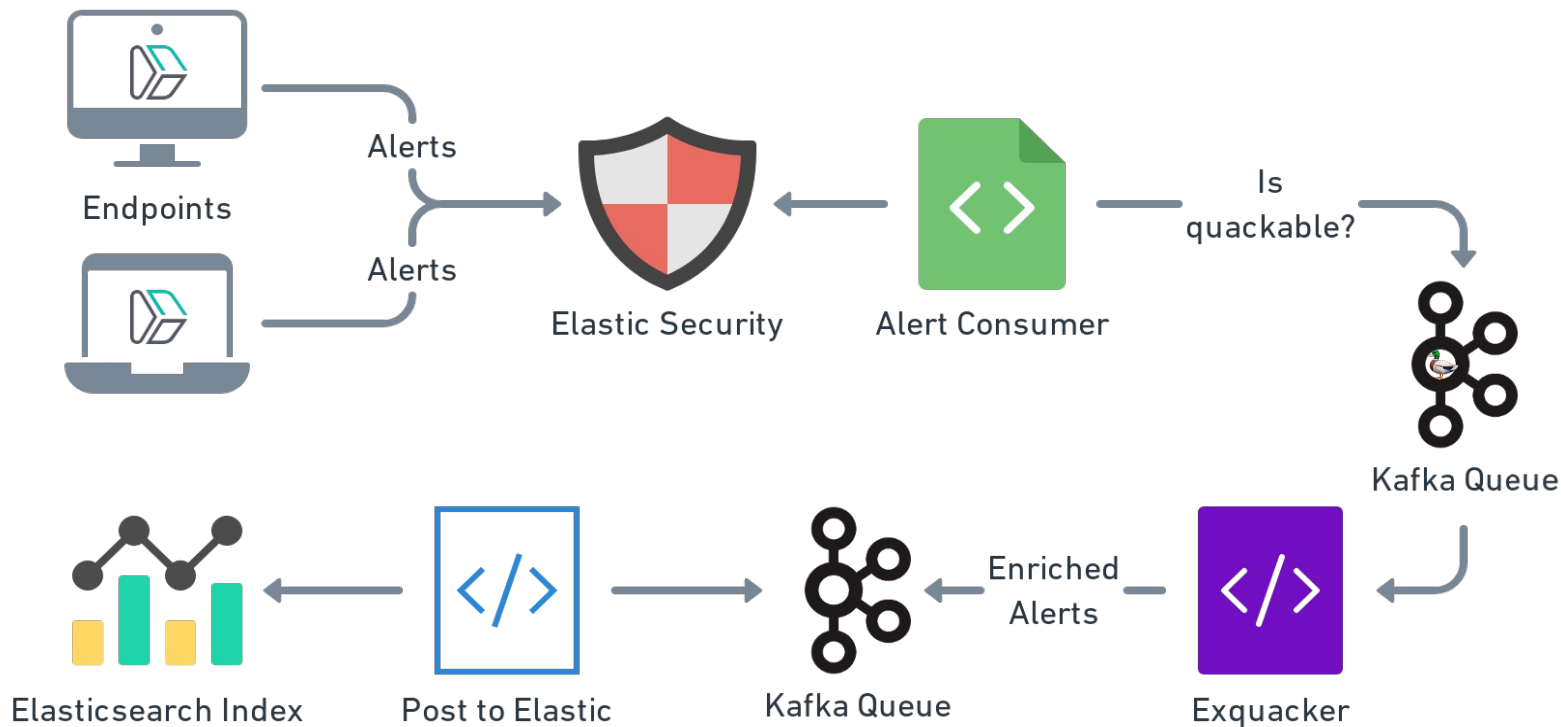 Alerts
Endpoints
Alerts
Elastic Security
Alert Consumer
Is
quackable?
Kafka Queue
Elasticsearch Index
Post to Elastic
Kafka Queue
Enriched
Alerts
Exquacker